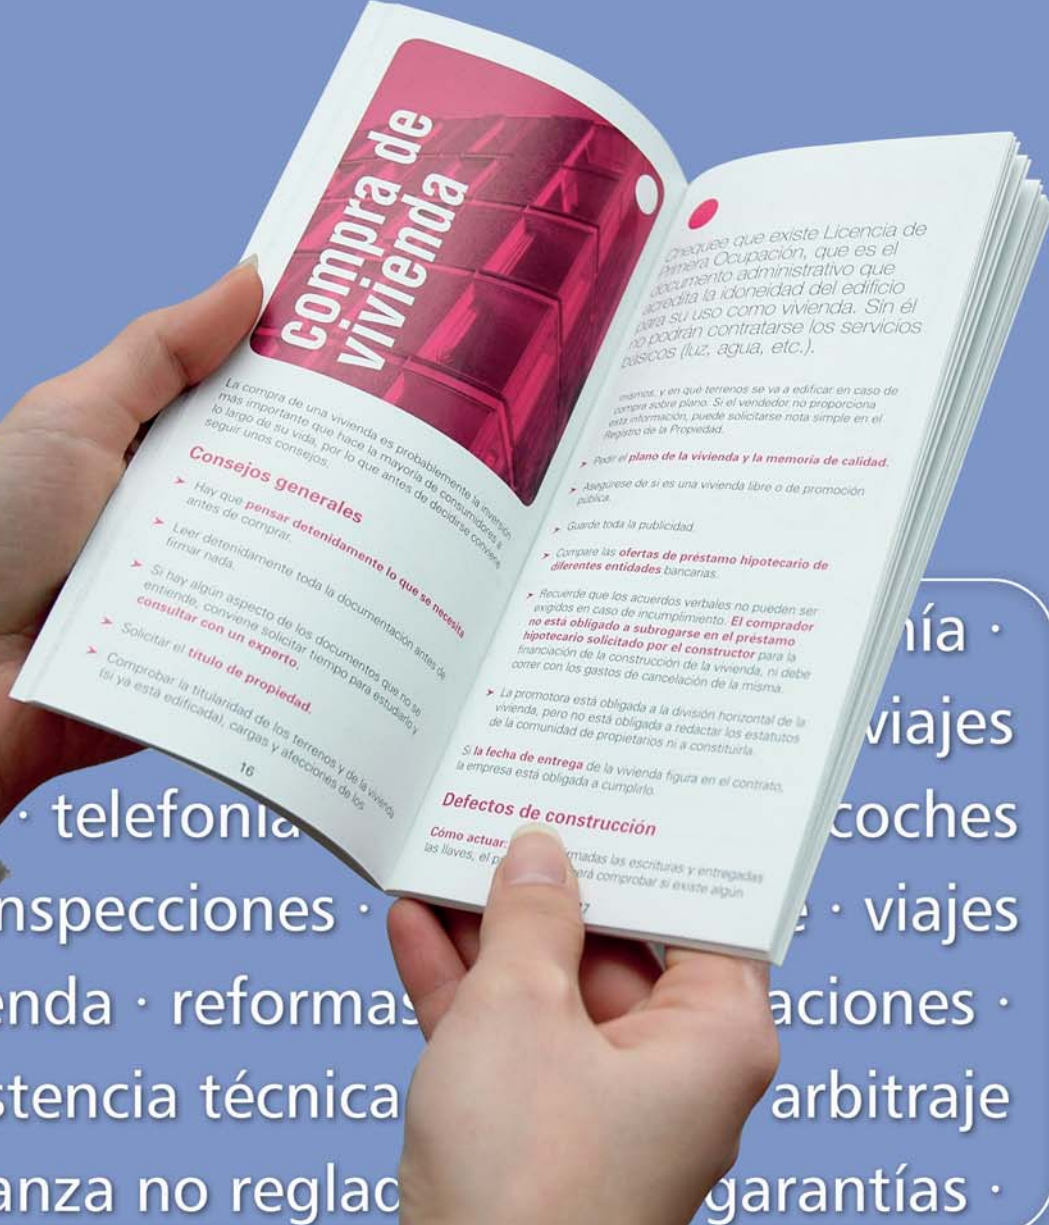 compra de
vivienda
La compra de una vivienda es probablemente la inversión
más importante que hace la mayoría de consumidores a
lo largo de su vida, por lo que antes de decidirse conviene
seguir unos consejos.
Consejos generales
➤ Hay que pensar detenidamente lo que se necesita
antes de comprar.
➤ Leer detenidamente toda la documentación antes de
firmar nada.
➤ Si hay algún aspecto de los documentos que no se
entiende, conviene solicitar tiempo para estudiarlo y
consultar con un experto.
➤ Solicitar el título de propiedad.
➤ Comprobar la titularidad de los terrenos y de la vivienda
(si ya está edificada), cargas y afecciones de los
16
Chequee que existe Licencia de
Primera Ocupación, que es el
documento administrativo que
acredita la idoneidad del edificio
para su uso como vivienda. Sin él
no podrán contratarse los servicios
básicos (luz, agua, etc.).
mismos, y en qué terrenos se va a edificar en caso de
compra sobre plano. Si el vendedor no proporciona
esta información, puede solicitarse nota simple en el
Registro de la Propiedad.
➤ Pedir el plano de la vivienda y la memoria de calidad.
➤ Asegúrese de si es una vivienda libre o de promoción
pública.
➤ Guarde toda la publicidad.
➤ Compare las ofertas de préstamo hipotecario de
diferentes entidades bancarias.
➤ Recuerde que los acuerdos verbales no pueden ser
exigidos en caso de incumplimiento. El comprador
no está obligado a subrogarse en el préstamo
hipotecario solicitado por el constructor para la
financiación de la construcción de la vivienda, ni debe
correr con los gastos de cancelación de la misma.
➤ La promotora está obligada a la división horizontal de la
vivienda, pero no está obligada a redactar los estatutos
de la comunidad de propietarios ni a constituirla.
Si la fecha de entrega de la vivienda figura en el contrato,
la empresa está obligada a cumplirlo.
Defectos de construcción
Cómo actuar: rmadas las escrituras y entregadas
las llaves, el p erá comprobar si existe algún
7
nía ·
viajes
· telefonía coches
nspecciones · e · viajes
enda · reformas aciones ·
stencia técnica arbitraje
anza no reglad garantías ·